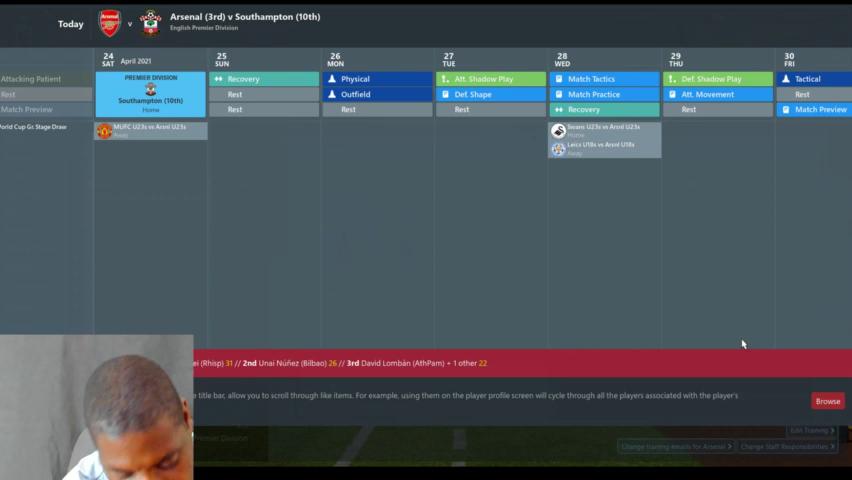 Today
Arsenal
v
Arsenal (3rd) v Southampton (10th)
English Premier Division
24
SAT
April 2021
25
SUN
26
MON
27
TUE
28
WED
29
THU
30
FRI
Attacking Patient
Rest
Match Preview
PREMIER DIVISION
Southampton (10th)
Home
Recovery
Rest
Rest
Physical
Outfield
Rest
Att. Shadow Play
Def. Shape
Rest
Match Tactics
Match Practice
Recovery
Def. Shadow Play
Att. Movement
Rest
Tactical
Rest
Match Preview
orld Cup Gr. Stage Draw
MUFC U23s vs Arsnl U23s
Away
Swans U23s vs Arsnl U23s
Home
Leics U18s vs Arsnl U18s
Away
ei (Rhisp) 31 // 2nd Unai Núñez (Bilbao) 26 // 3rd David Lombán (AthPam) + 1 other 22
e title bar, allow you to scroll through like items. For example, using them on the player profile screen will cycle through all the players associated with the player's
Browse
Premier Division
Edit Training >
Change training emails for Arsenal >
Change Staff Responsibilities >